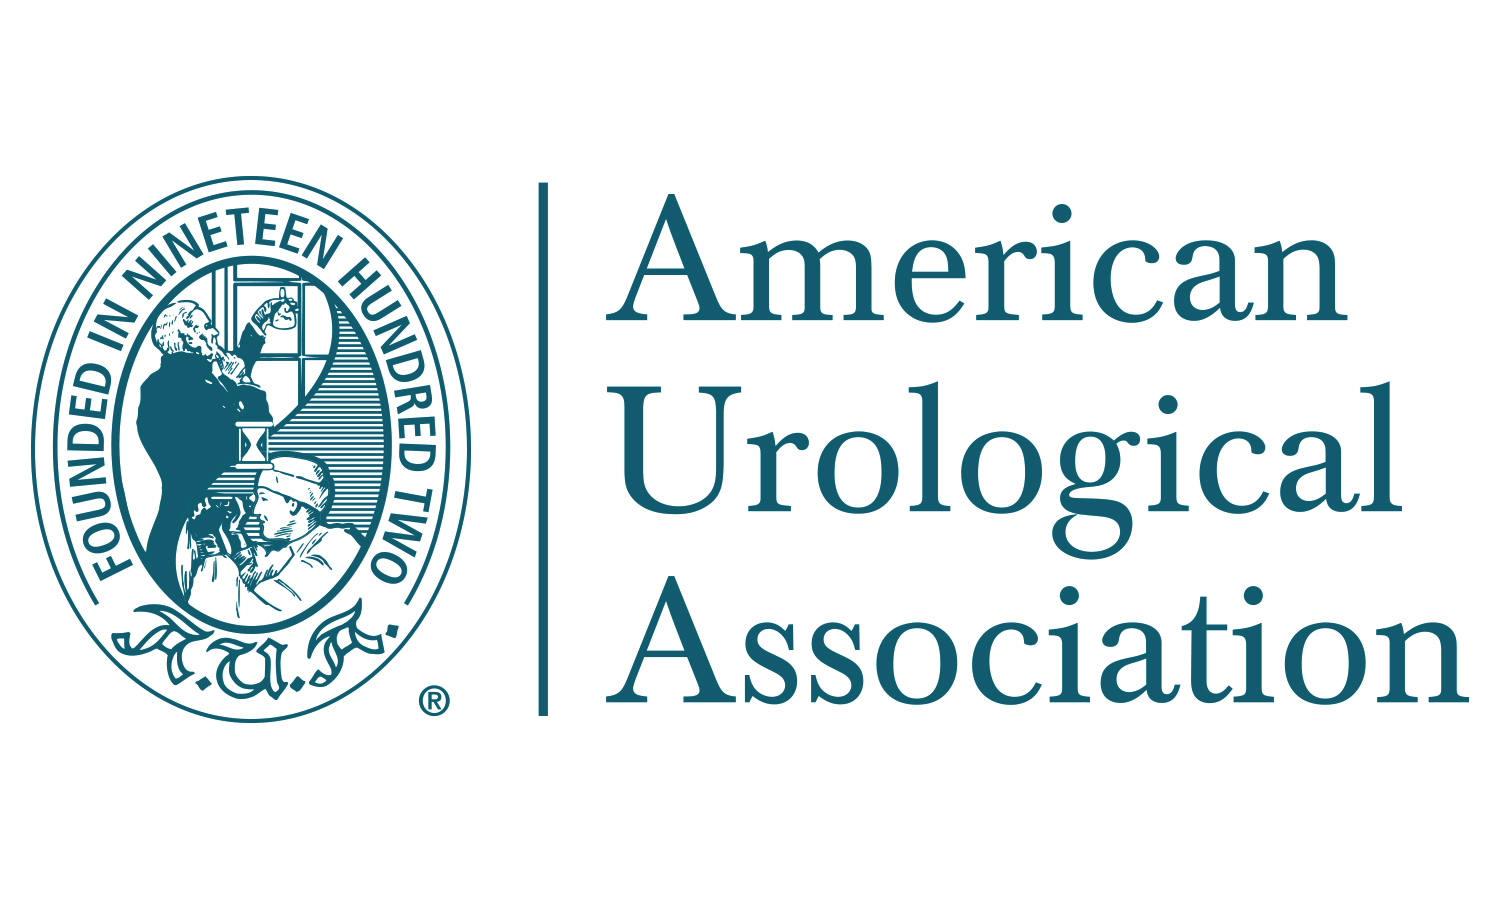 FOUNDED IN NINETEEN HUNDRED TWO
A.U.A.
®
American
Urological
Association